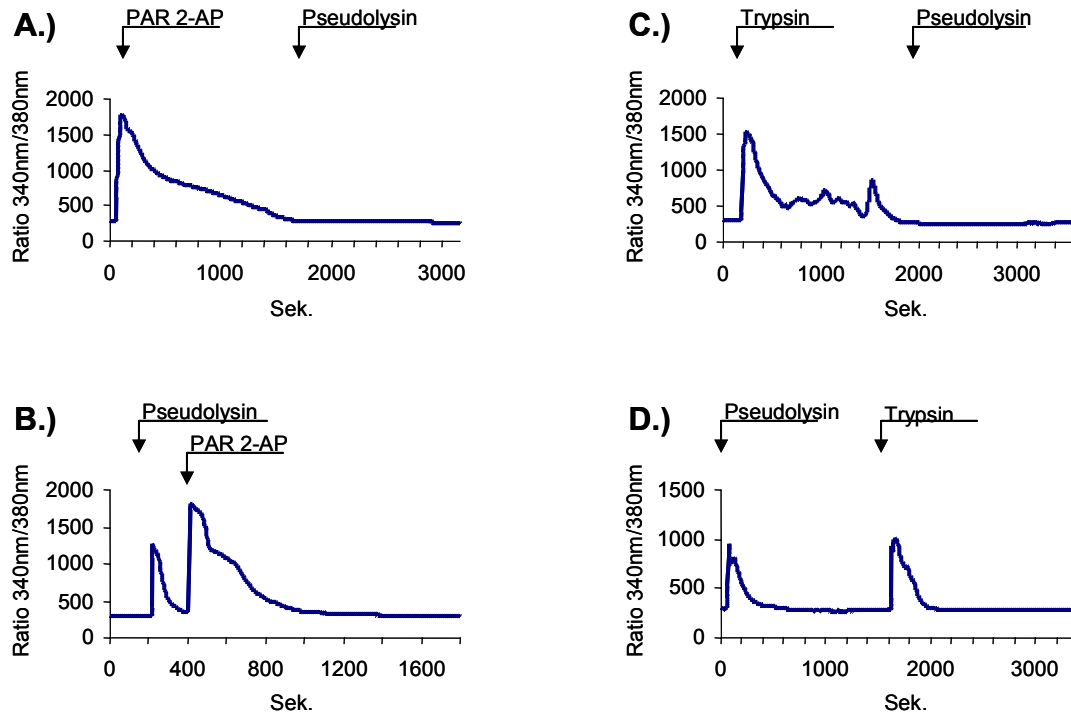 A.)
PAR 2-AP
Pseudolysin
Ratio 340nm/380nm
2000
1500
1000
500
0
0 1000 2000 3000
Sek.
C.)
Trypsin
Pseudolysin
Ratio 340nm/380nm
2000
1500
1000
500
0
0 1000 2000 3000
Sek.
B.)
Pseudolysin
PAR 2-AP
Ratio 340nm/380nm
2000
1500
1000
500
0
0 400 800 1200 1600
Sek.
D.)
Pseudolysin
Trypsin
Ratio 340nm/380nm
1500
1000
500
0
0 1000 2000 3000
Sek.